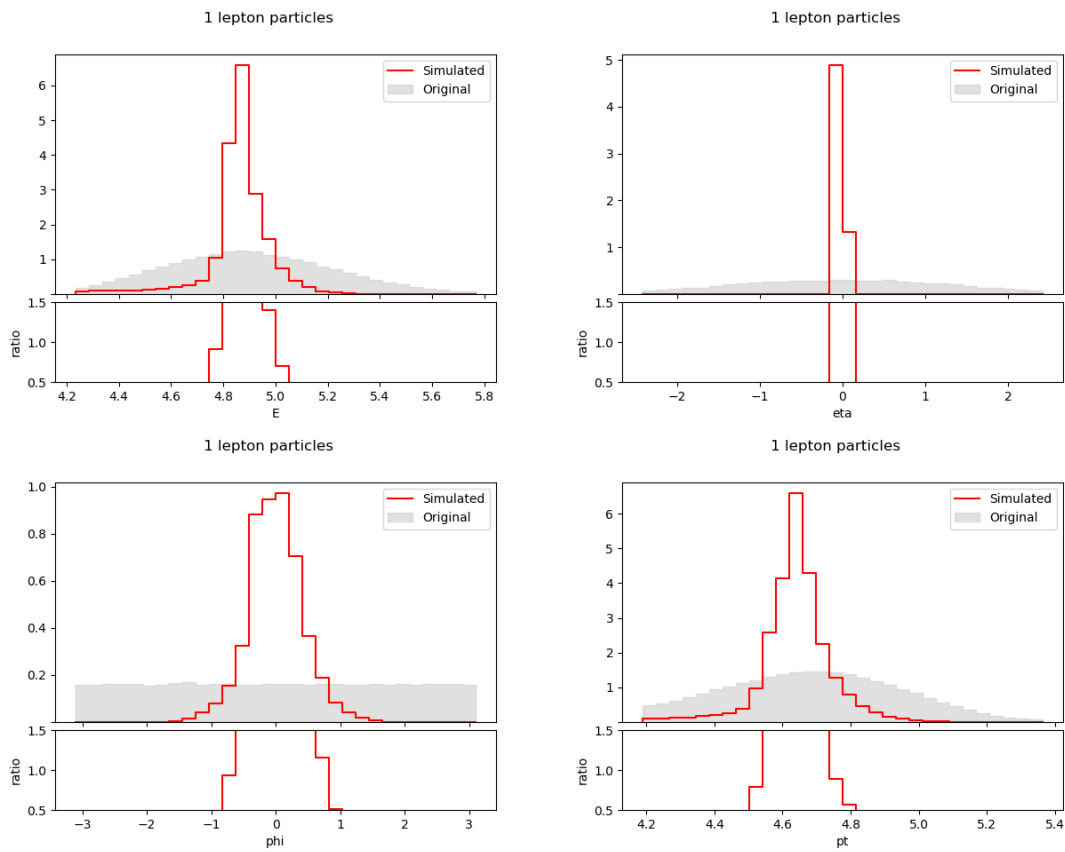 1 lepton particles
6
5
4
3
2
1
Simulated
Original
1.5
1.0
0.5
ratio
4.2 4.4 4.6 4.8 5.0 5.2 5.4 5.6 5.8
E
1 lepton particles
5
4
3
2
1
Simulated
Original
1.5
1.0
0.5
ratio
−2 −1 0 1 2
eta
1 lepton particles
1.0
0.8
0.6
0.4
0.2
Simulated
Original
1.5
1.0
0.5
ratio
−3 −2 −1 0 1 2 3
phi
1 lepton particles
6
5
4
3
2
1
Simulated
Original
1.5
1.0
0.5
ratio
4.2 4.4 4.6 4.8 5.0 5.2 5.4
pt